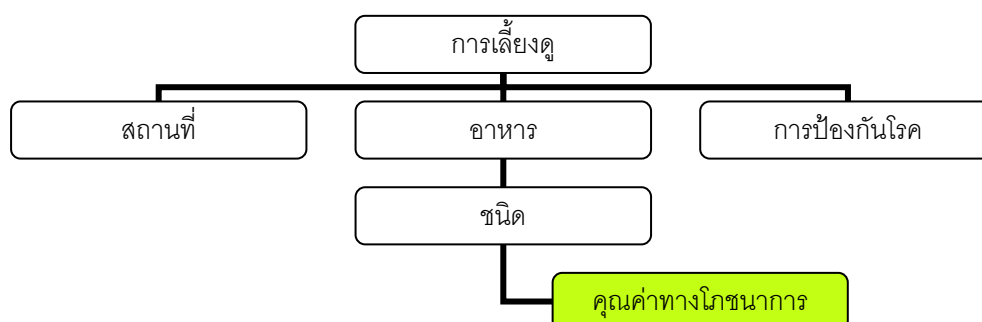 การเลี้ยงดู
สถานที่
อาหาร
การป้องกันโรค
ชนิด
คุณค่าทางโภชนาการ